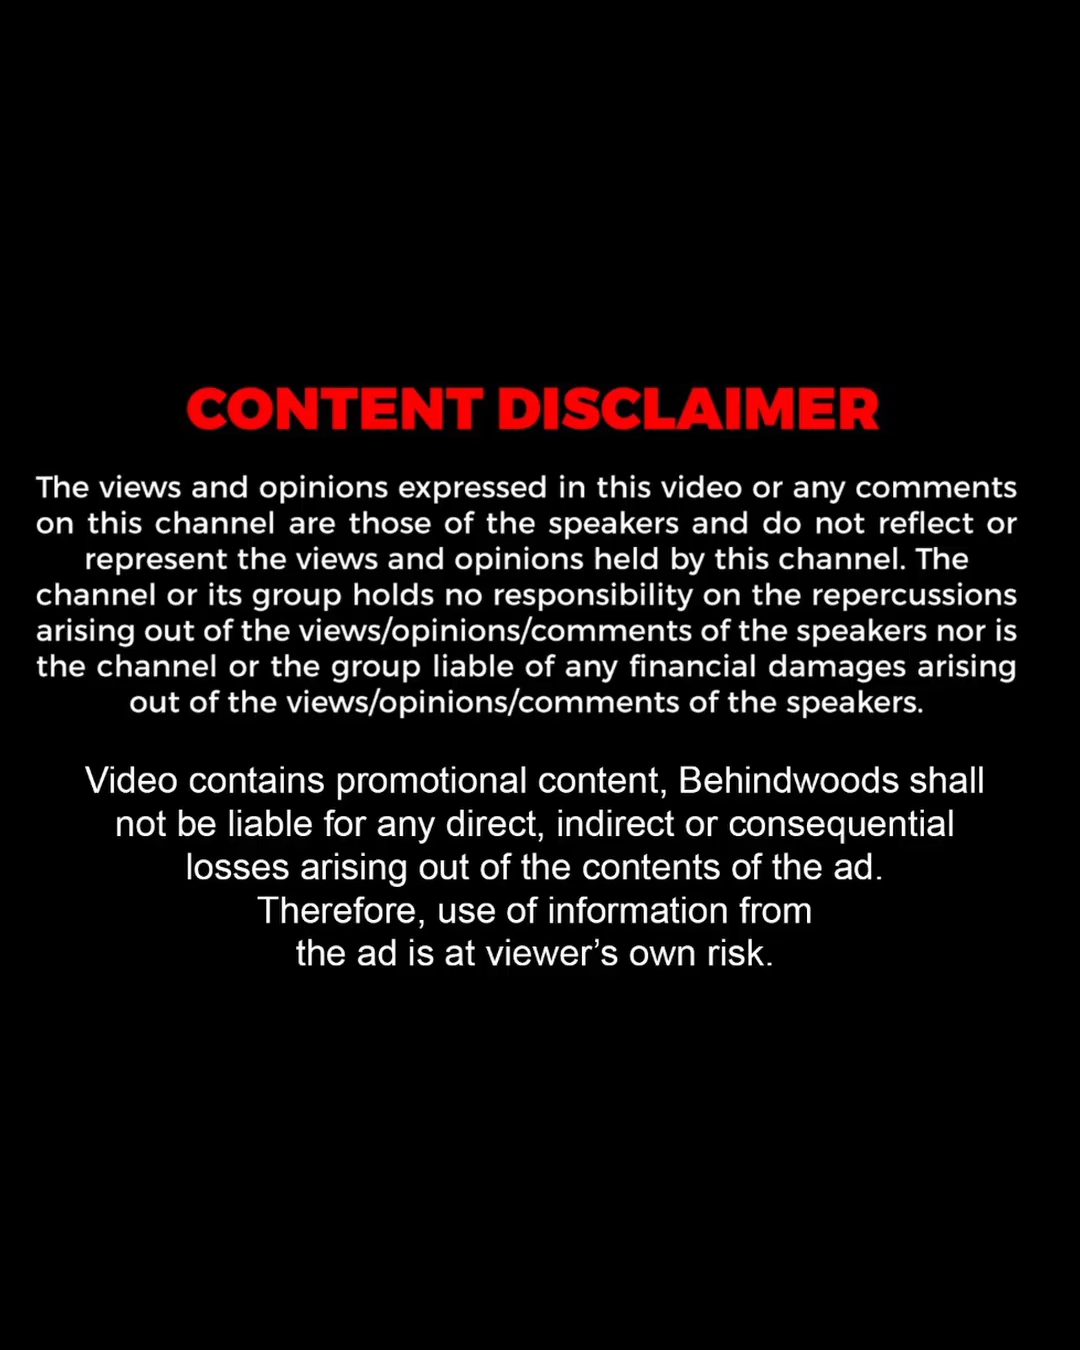 CONTENT DISCLAIMER
The views and opinions expressed in this video or any comments
on this channel are those of the speakers and do not reflect or
represent the views and opinions held by this channel. The
channel or its group holds no responsibility on the repercussions
arising out of the views/opinions/comments of the speakers nor is
the channel or the group liable of any financial damages arising
out of the views/opinions/comments of the speakers.
Video contains promotional content, Behindwoods shall
not be liable for any direct, indirect or consequential
losses arising out of the contents of the ad.
Therefore, use of information from
the ad is at viewer’s own risk.